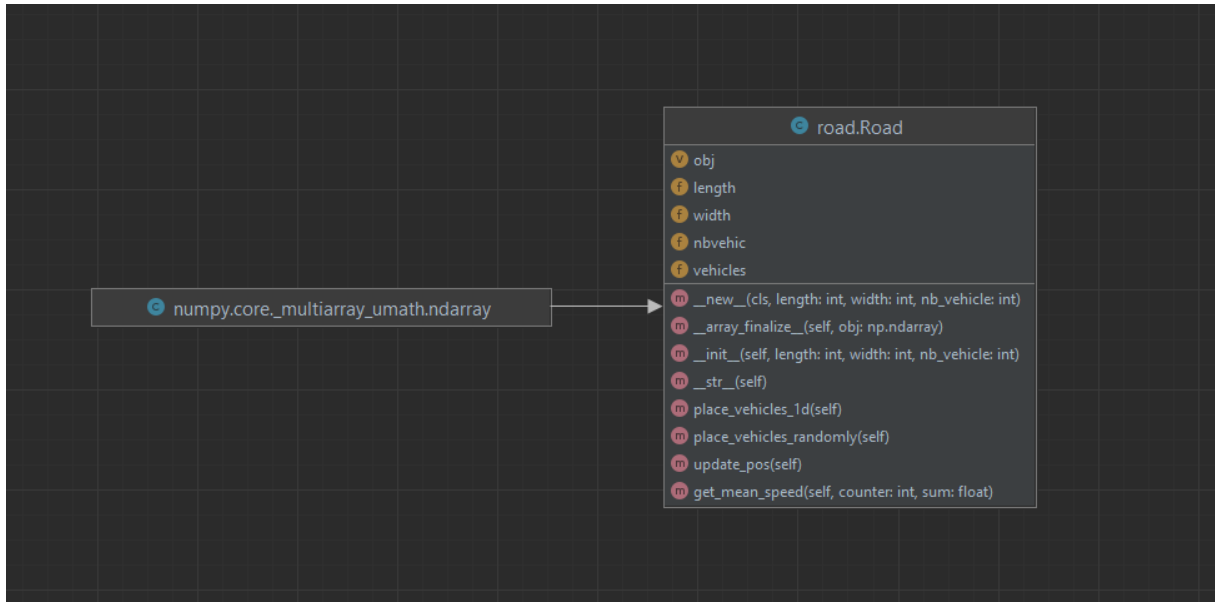 numpy.core._multiarray_umath.ndarray
road.Road
obj
length
width
nbvehic
vehicles
__new__(cls, length: int, width: int, nb_vehicle: int)
__array_finalize__(self, obj: np.ndarray)
__init__(self, length: int, width: int, nb_vehicle: int)
__str__(self)
place_vehicles_1d(self)
place_vehicles_randomly(self)
update_pos(self)
get_mean_speed(self, counter: int, sum: float)